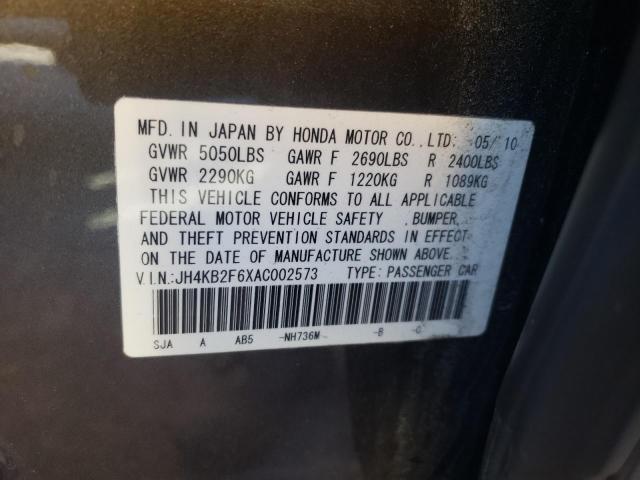 MFD. IN JAPAN BY HONDA MOTOR CO., LTD: 05/10
GVWR 5050LBS GAWR F 2690LBS R 2400LBS
GVWR 2290KG GAWR F 1220KG R 1089KG
THIS VEHICLE CONFORMS TO ALL APPLICABLE
FEDERAL MOTOR VEHICLE SAFETY , BUMPER,
AND THEFT PREVENTION STANDARDS IN EFFECT
ON THE DATE OF MANUFACTURE SHOWN ABOVE.
V.I.N.:JH4KB2F6XAC002573 TYPE: PASSENGER CAR
SJA A AB5 -NH736M -B -C